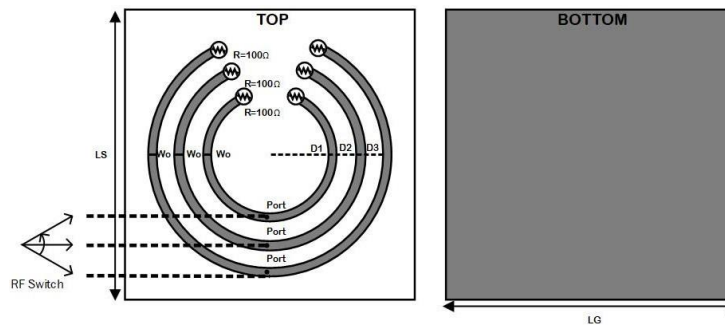 TOP
BOTTOM
R=100Ω
R=100Ω
R=100Ω
LS
Wo
Wo
Wo
D1
D2
D3
Port
Port
Port
RF Switch
LG